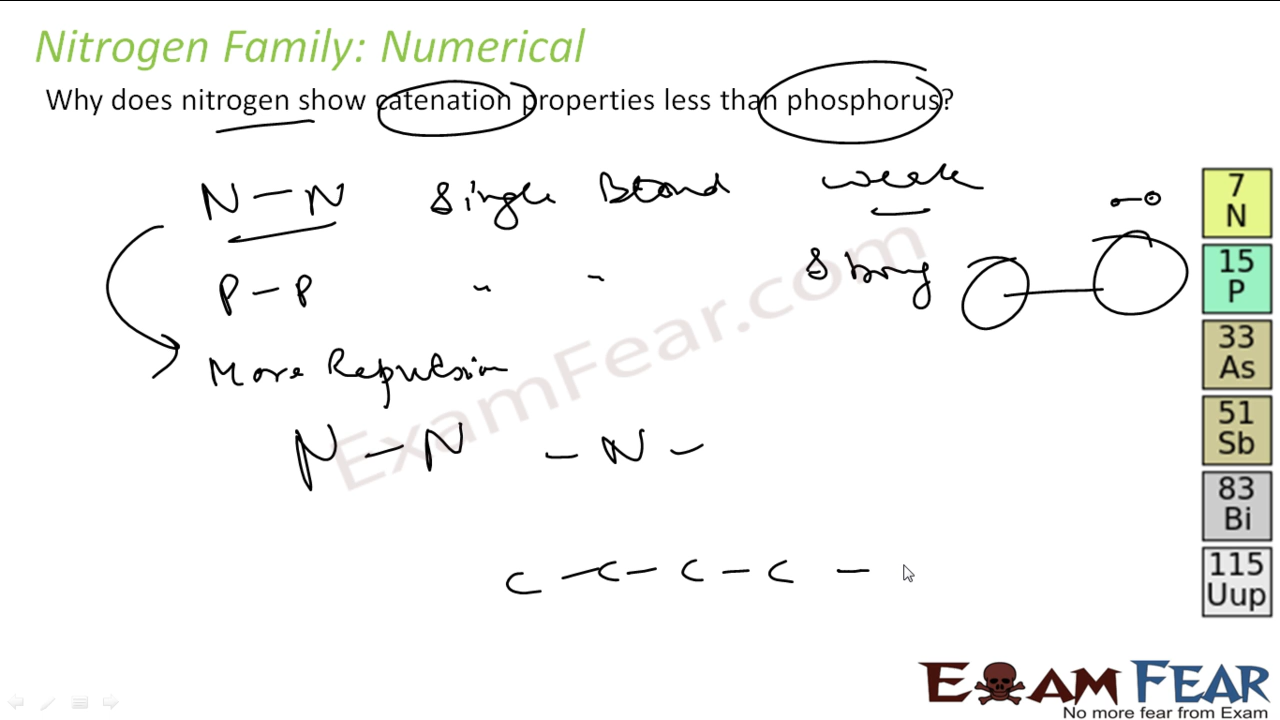 Nitrogen Family: Numerical
Why does nitrogen show catenation properties less than phosphorus?
N - N Single Bond weak
P - P " " Strong
More Repulsion
N - N - N -
C - C - C - C -
ExamFear.com
7
N
15
P
33
As
51
Sb
83
Bi
115
Uup
EXAM FEAR
No more fear from Exam